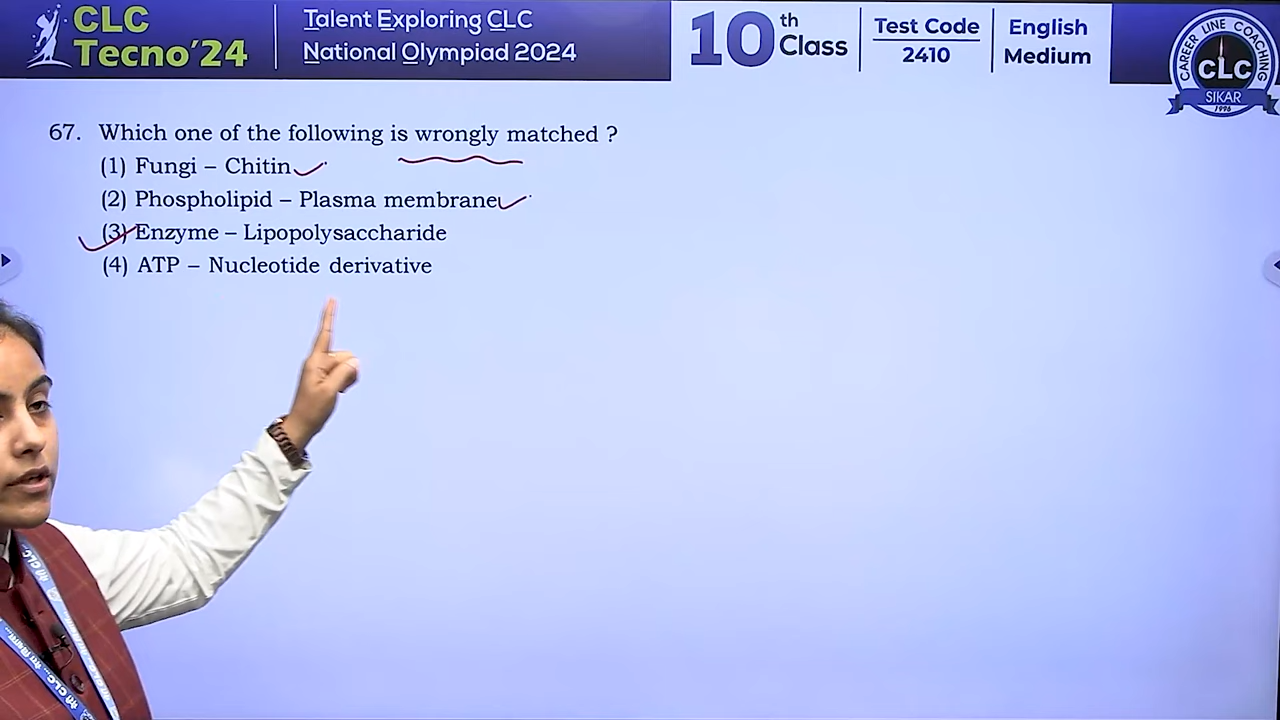 CLC
Tecno'24
Talent Exploring CLC
National Olympiad 2024
10th Class
Test Code
2410
English
Medium
CAREER LINE COACHING
CLC
SIKAR
1996
67. Which one of the following is wrongly matched ?
(1) Fungi – Chitin
(2) Phospholipid – Plasma membrane
(3) Enzyme – Lipopolysaccharide
(4) ATP – Nucleotide derivative
CLC
CLC